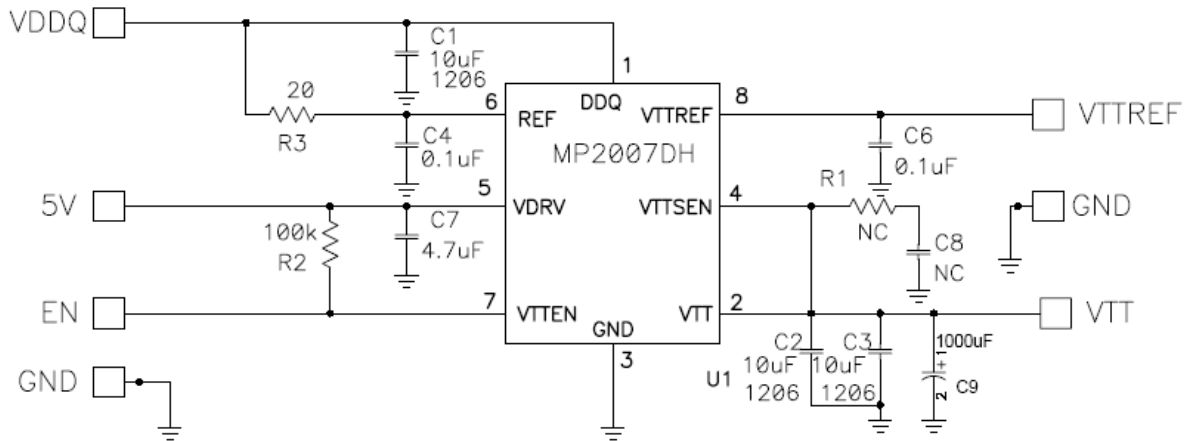 VDDQ
C1
10uF
1206
1
20
R3
6
REF
DDQ
VTTREF
8
VTTREF
C4
0.1uF
MP2007DH
C6
0.1uF
5V
5
VDRV
VTTSEN
4
R1
NC
GND
100k
R2
C7
4.7uF
C8
NC
EN
7
VTTEN
GND
VTT
2
VTT
3
U1
C2
10uF
1206
C3
10uF
1206
1000uF
+ 1
2
C9
GND